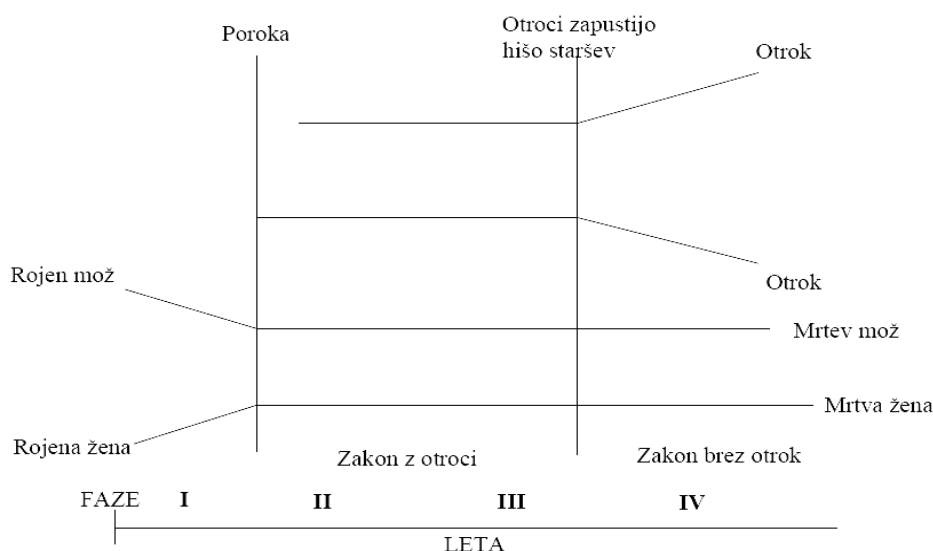 Poroka
Otroci zapustijo
hišo staršev
Otrok
Rojen mož
Otrok
Mrtev mož
Mrtva žena
Rojena žena
Zakon z otroci
Zakon brez otrok
FAZE I II III IV
LETA